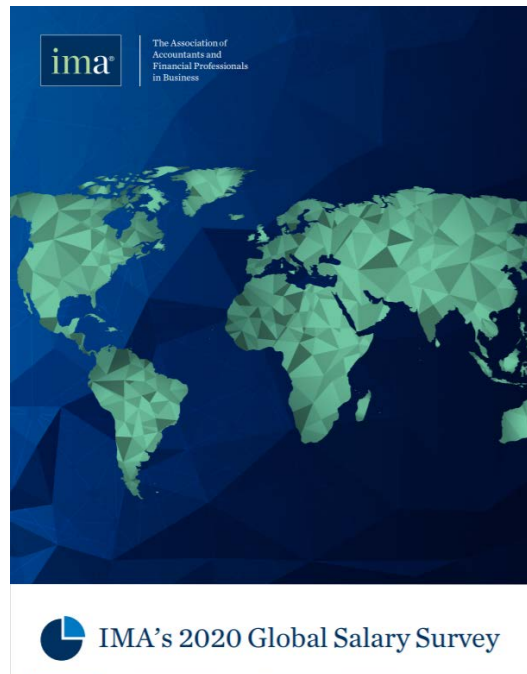 ima®
The Association of
Accountants and
Financial Professionals
in Business
IMA's 2020 Global Salary Survey